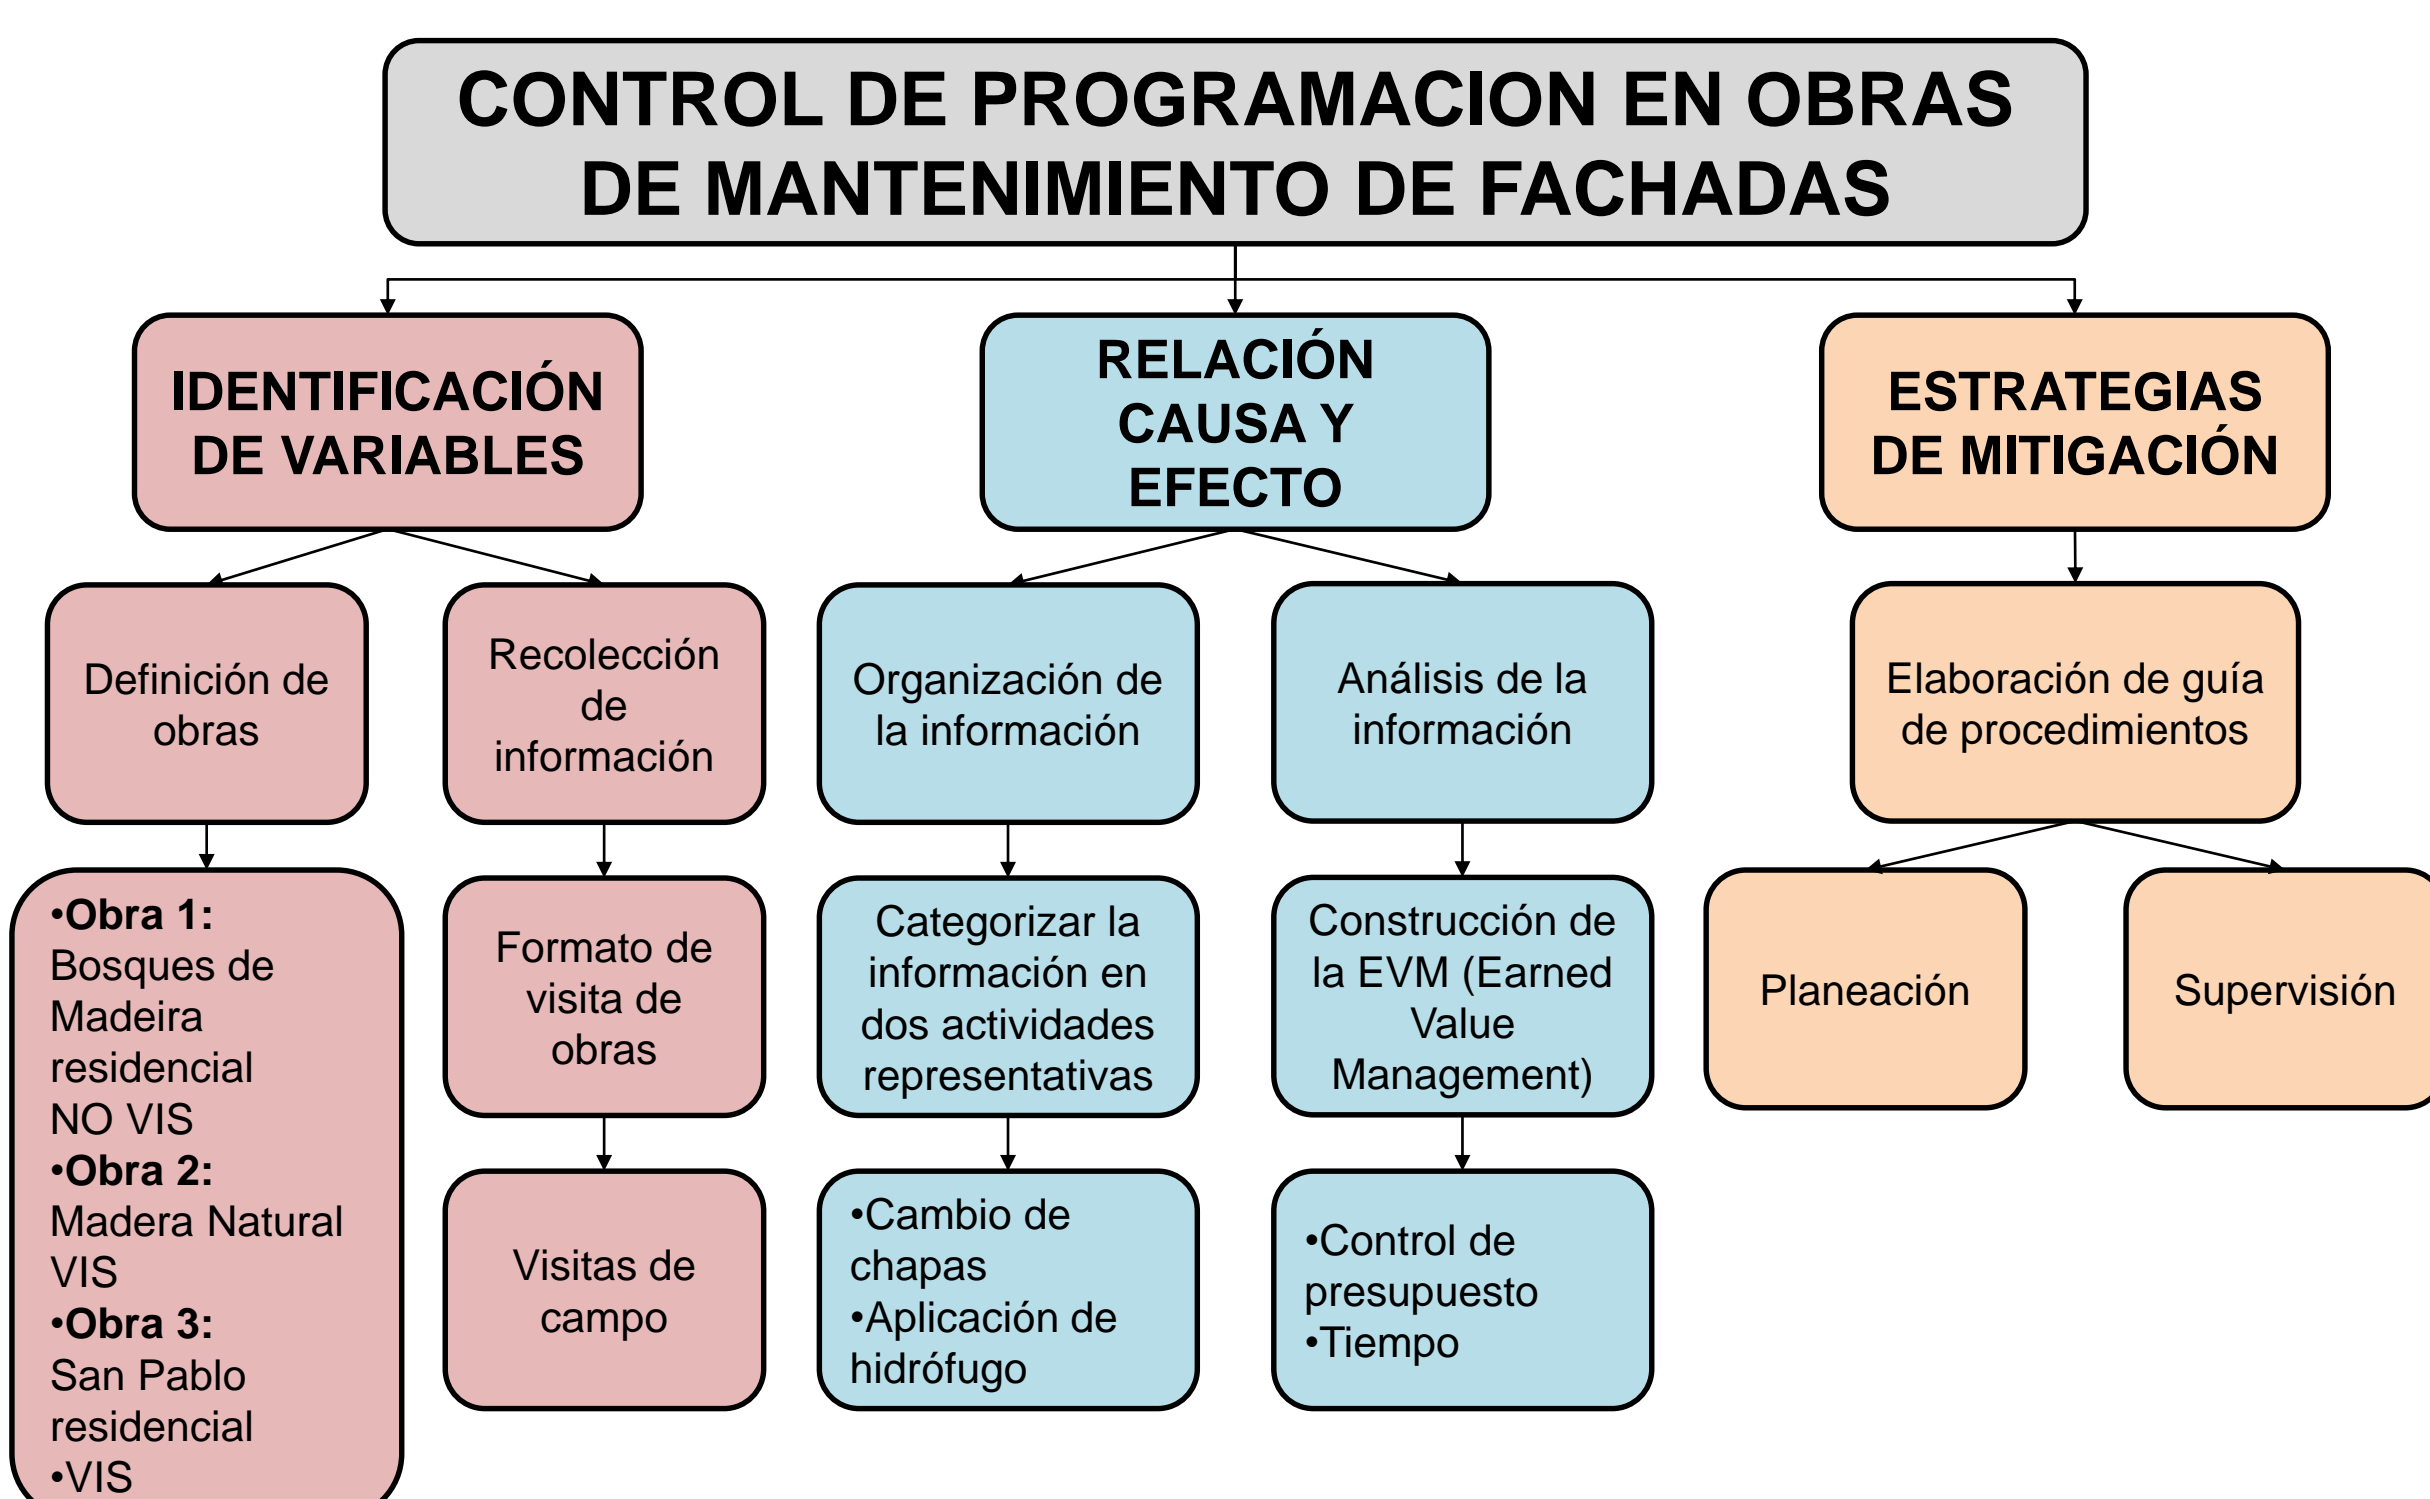 CONTROL DE PROGRAMACION EN OBRAS
DE MANTENIMIENTO DE FACHADAS
IDENTIFICACIÓN
DE VARIABLES
RELACIÓN
CAUSA Y
EFECTO
ESTRATEGIAS
DE MITIGACIÓN
Definición de
obras
Recolección
de
información
Organización de
la información
Análisis de la
información
Elaboración de guía
de procedimientos
•Obra 1:
Bosques de
Madeira
residencial
NO VIS
•Obra 2:
Madera Natural
VIS
•Obra 3:
San Pablo
residencial
•VIS
Formato de
visita de
obras
Categorizar la
información en
dos actividades
representativas
Construcción de
la EVM (Earned
Value
Management)
Planeación
Supervisión
Visitas de
campo
•Cambio de
chapas
•Aplicación de
hidrófugo
•Control de
presupuesto
•Tiempo